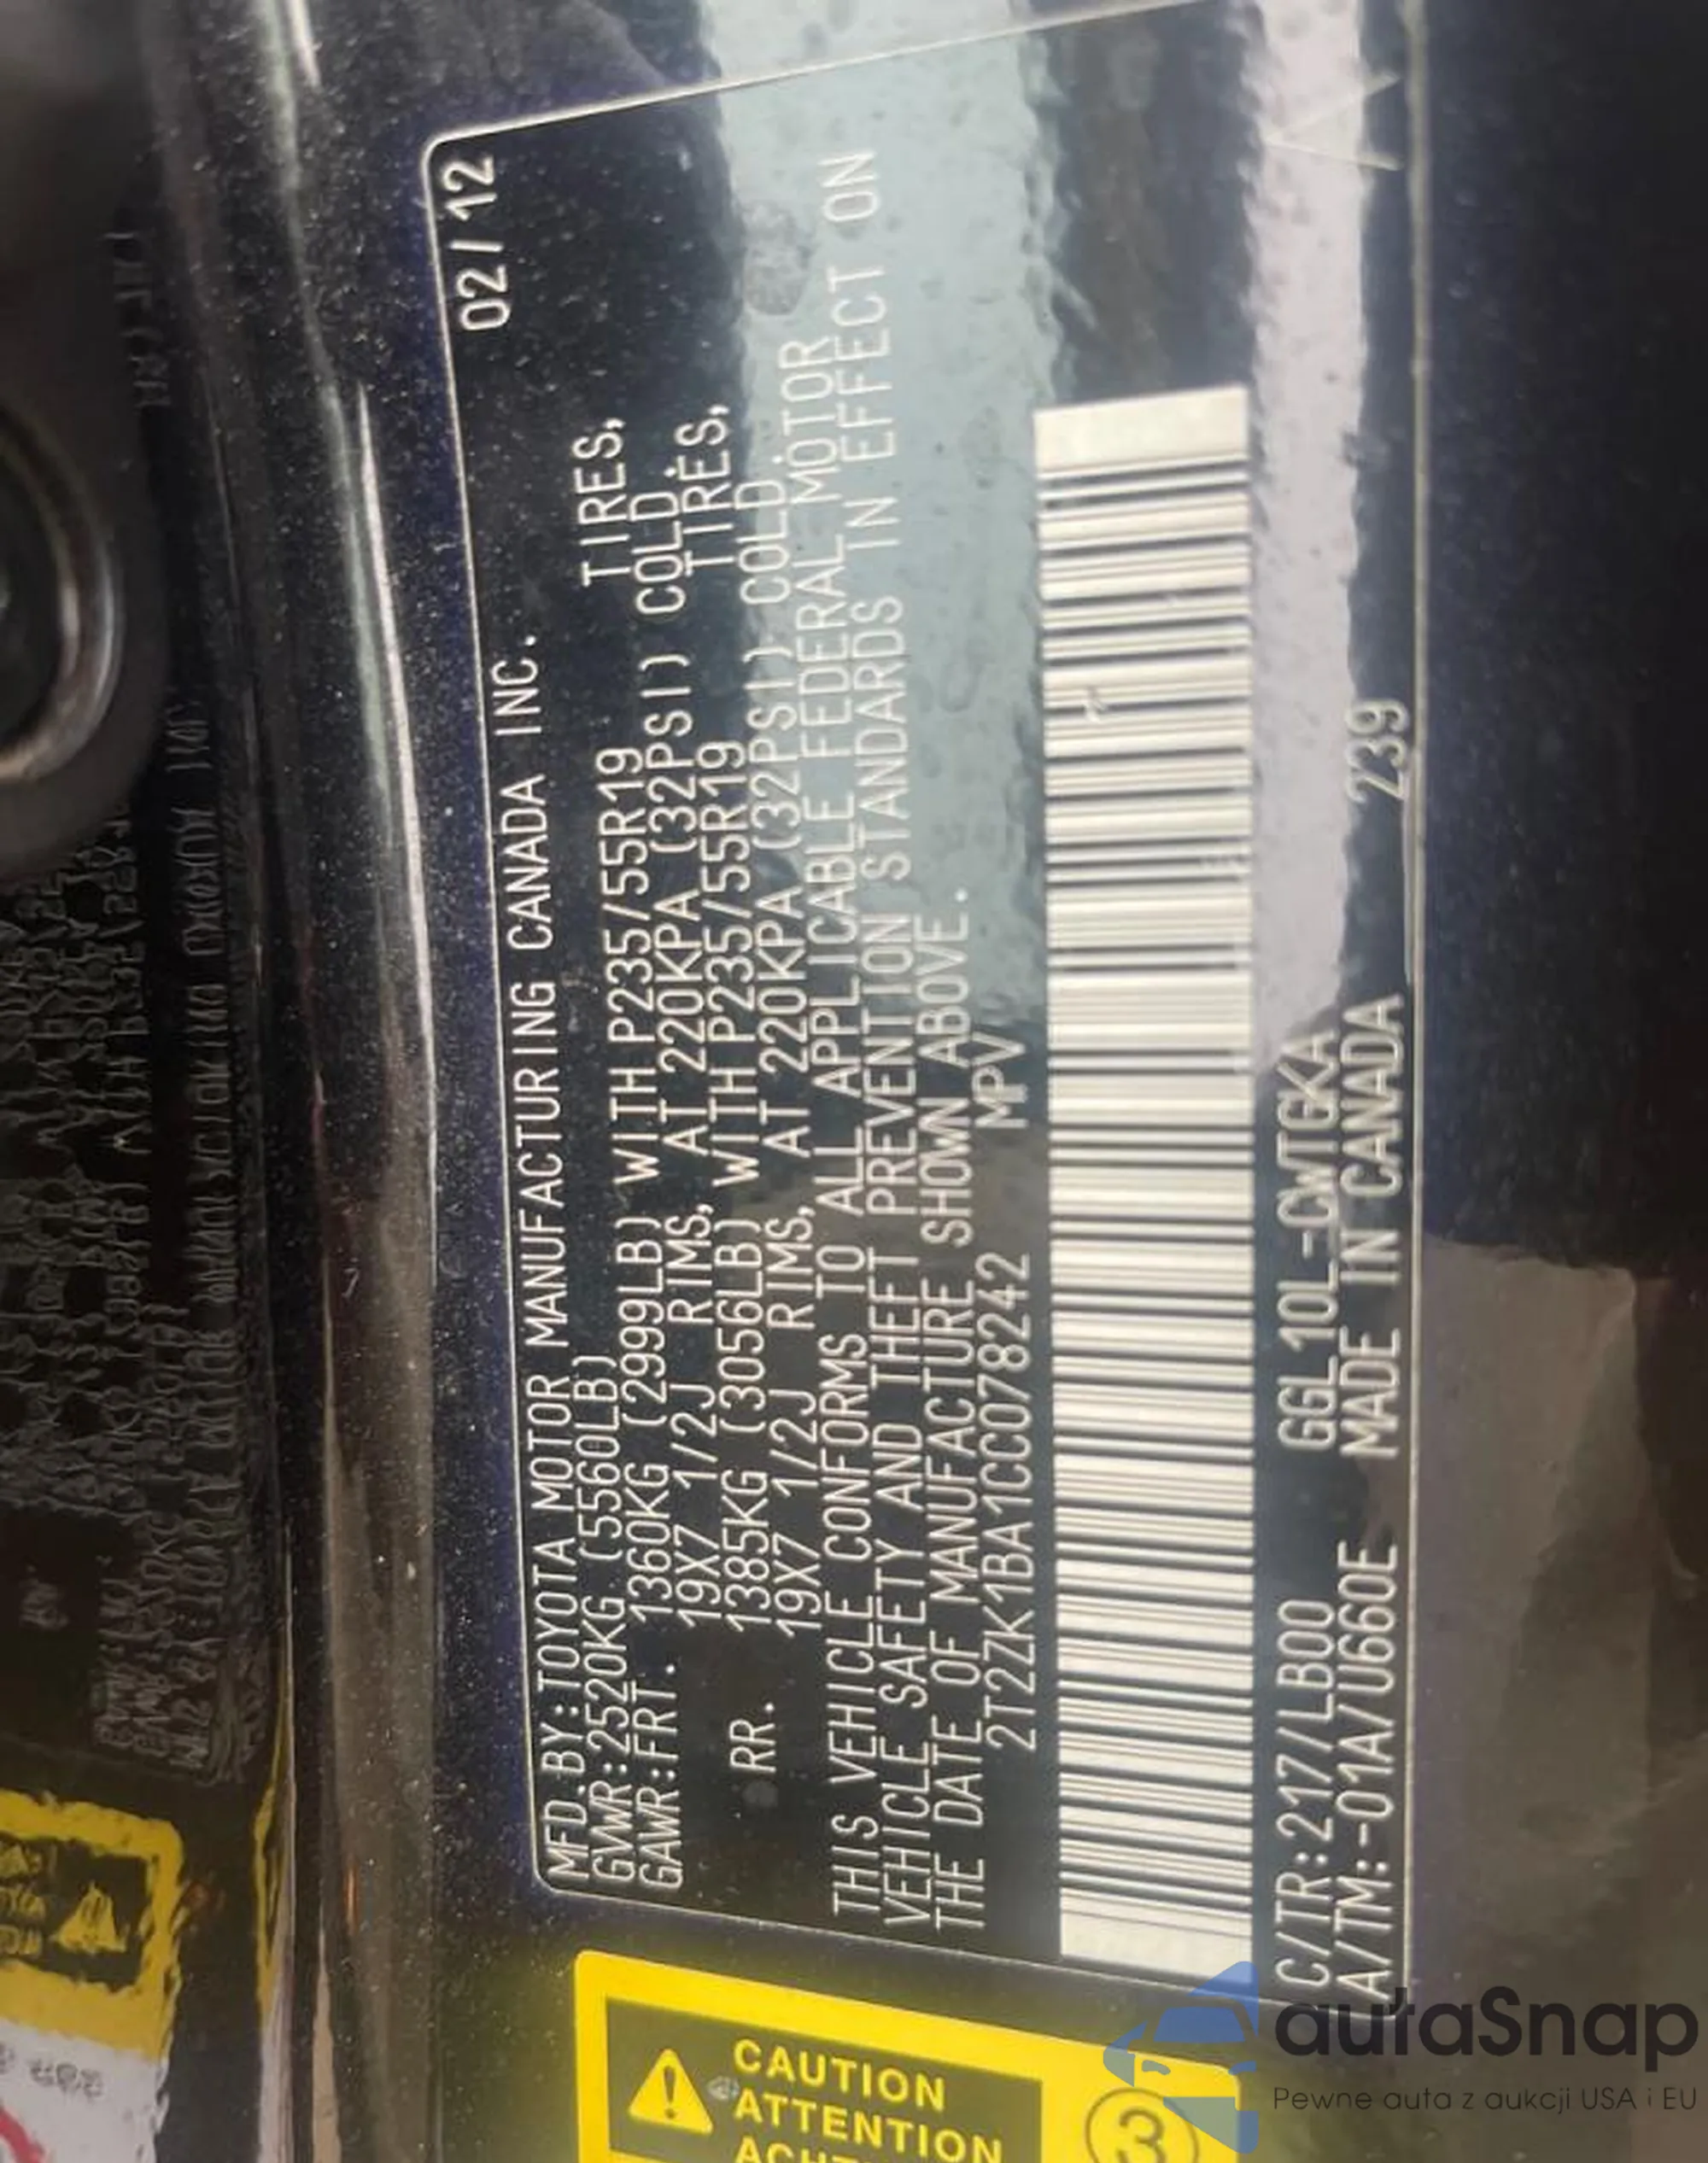 02/12
MFD.BY:TOYOTA MOTOR MANUFACTURING CANADA INC.
GVWR:2520KG (5560LB)
GAWR:FRT. 1360KG (2999LB) WITH P235/55R19 TIRES,
19X7 1/2J RIMS, AT 220KPA (32PSI) COLD
RR. 1385KG (3056LB) WITH P235/55R19 TIRES,
19X7 1/2J RIMS, AT 220KPA (32PSI) COLD.
THIS VEHICLE CONFORMS TO ALL APPLICABLE FEDERAL MOTOR
VEHICLE SAFETY AND THEFT PREVENTION STANDARDS IN EFFECT ON
THE DATE OF MANUFACTURE SHOWN ABOVE.
2T2ZK1BA1CC078242 MPV
C/TR:217/LB00 GGL10L-CWTGKA
A/TM:-01A/U660E MADE IN CANADA 239
CAUTION
ATTENTION
3
autaSnap
Pewne auta z aukcji USA i EU